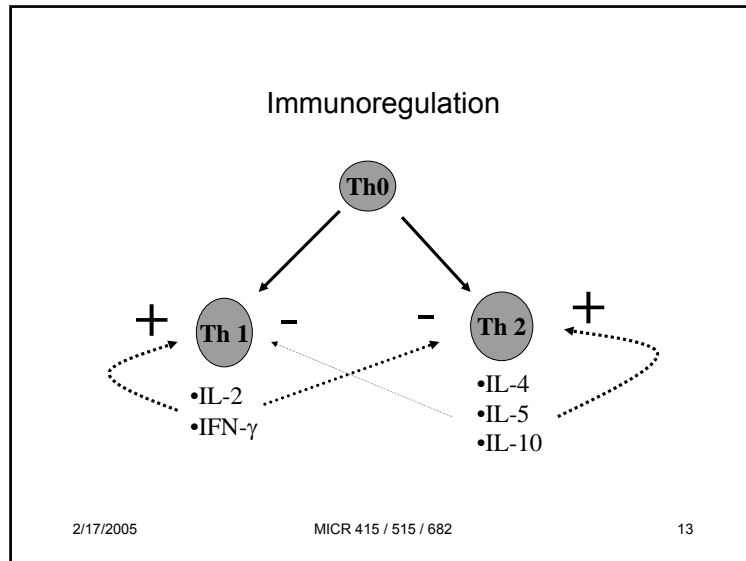 Immunoregulation
Th0
+ Th 1 - - Th 2 +
•IL-2
•IFN-γ
•IL-4
•IL-5
•IL-10
2/17/2005 MICR 415 / 515 / 682 13